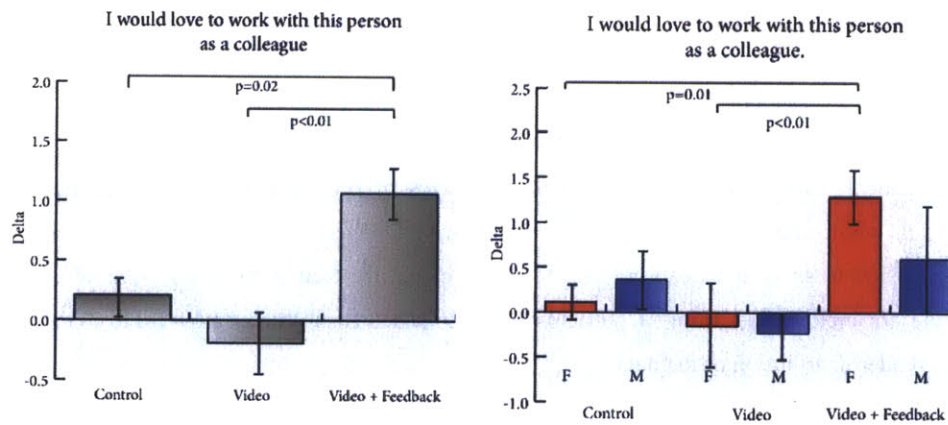 I would love to work with this person
as a colleague
2.0
p=0.02
p<0.01
1.5
1.0
Delta
0.5
0.0
-0.5
Control Video Video + Feedback
I would love to work with this person
as a colleague.
2.5
p=0.01
2.0
p<0.01
1.5
1.0
Delta
0.5
0.0
-0.5
F M F M F M
-1.0
Control Video Video + Feedback